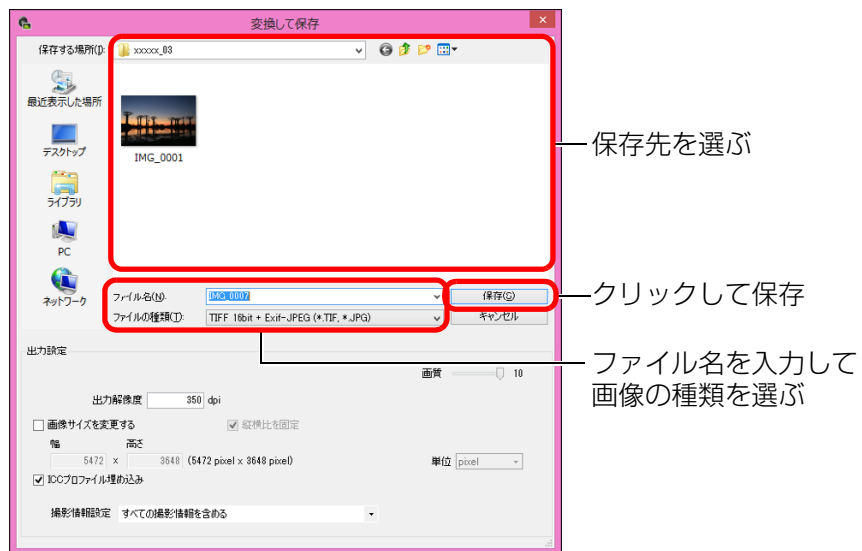 変換して保存
保存する場所(I): xxxxx_03
最近表示した場所
デスクトップ
ライブラリ
PC
ネットワーク
IMG_0001
保存先を選ぶ
ファイル名(N): IMG_0007 保存(S)
ファイルの種類(T): TIFF 16bit + Exif-JPEG (*.TIF, *.JPG) キャンセル
クリックして保存
ファイル名を入力して
画像の種類を選ぶ
出力設定
画質 10
出力解像度 350 dpi
画像サイズを変更する 縦横比を固定
幅 高さ
5472 x 3648 (5472 pixel x 3648 pixel) 単位 pixel
ICCプロファイル埋め込み
撮影情報設定 すべての撮影情報を含める